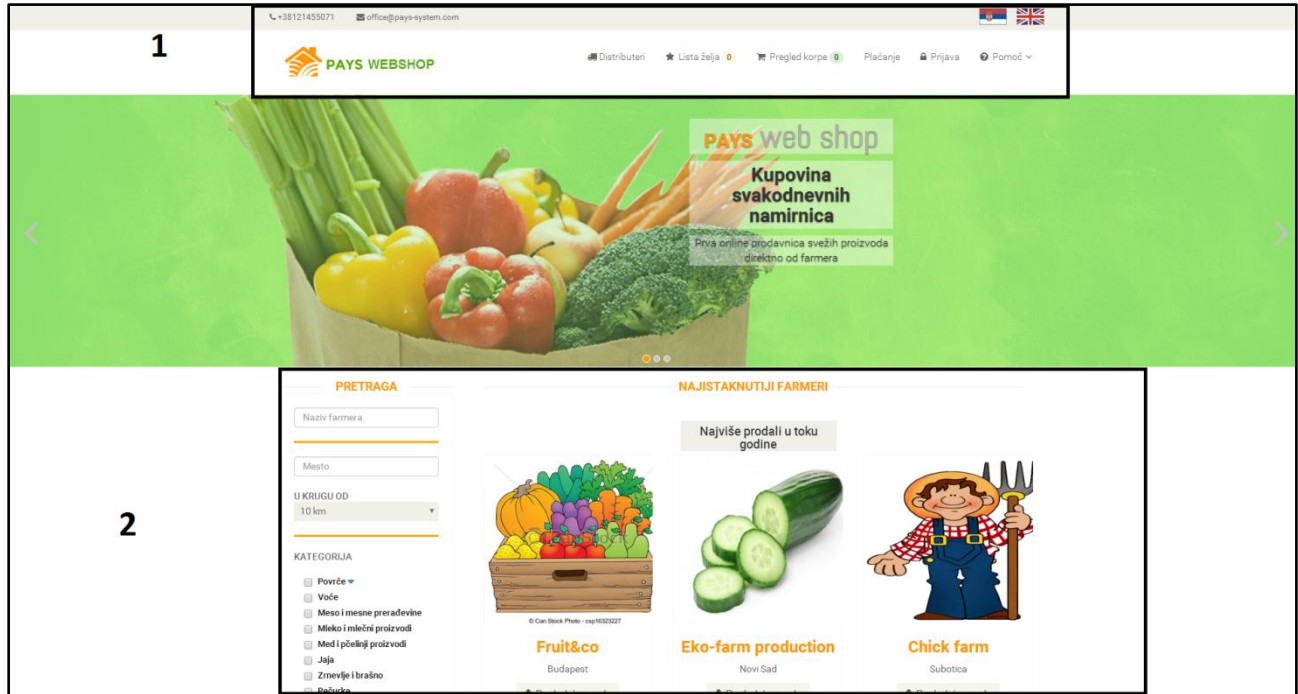 +38121455071 office@pays-system.com
1
PAYS WEBSHOP
Distributeri Lista želja 0 Pregled korpe 0 Plaćanje Prijava Pomoć
PAYS web shop
Kupovina
svakodnevnih
namirnica
Prva online prodavnica svežih proizvoda
direktno od farmera
2
PRETRAGA
Naziv farmera
Mesto
U KRUGU OD
10 km
KATEGORIJA
Povrće
Voće
Meso i mesne prerađevine
Mleko i mlečni proizvodi
Med i pčelinji proizvodi
Jaja
Zrnevlje i brašno
Pečurke
NAJISTAKNUTIJI FARMERI
Najviše prodali u toku
godine
© Can Stock Photo - csp16323227
Fruit&co
Budapest
Eko-farm production
Novi Sad
Chick farm
Subotica